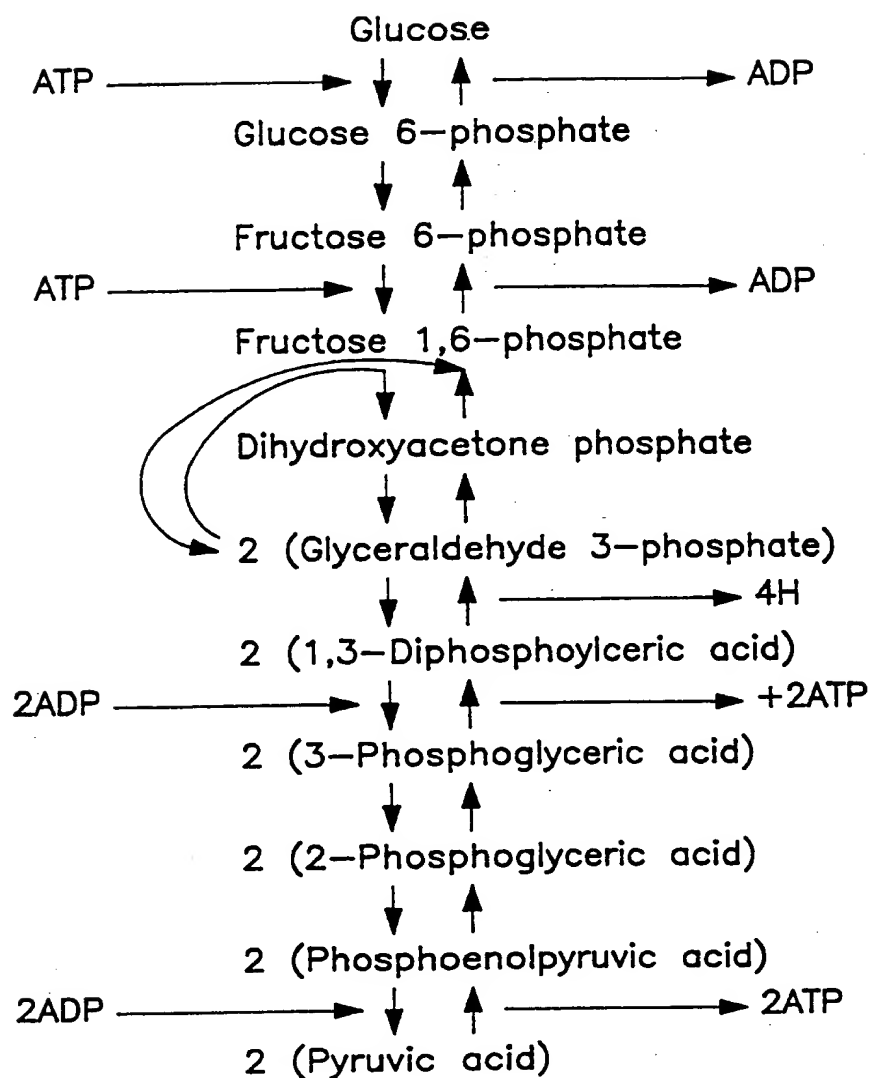 Glucose
ATP ADP
Glucose 6-phosphate
Fructose 6-phosphate
ATP ADP
Fructose 1,6-phosphate
Dihydroxyacetone phosphate
2 (Glyceraldehyde 3-phosphate)
4H
2 (1,3-Diphosphoylceric acid)
2ADP +2ATP
2 (3-Phosphoglyceric acid)
2 (2-Phosphoglyceric acid)
2 (Phosphoenolpyruvic acid)
2ADP 2ATP
2 (Pyruvic acid)